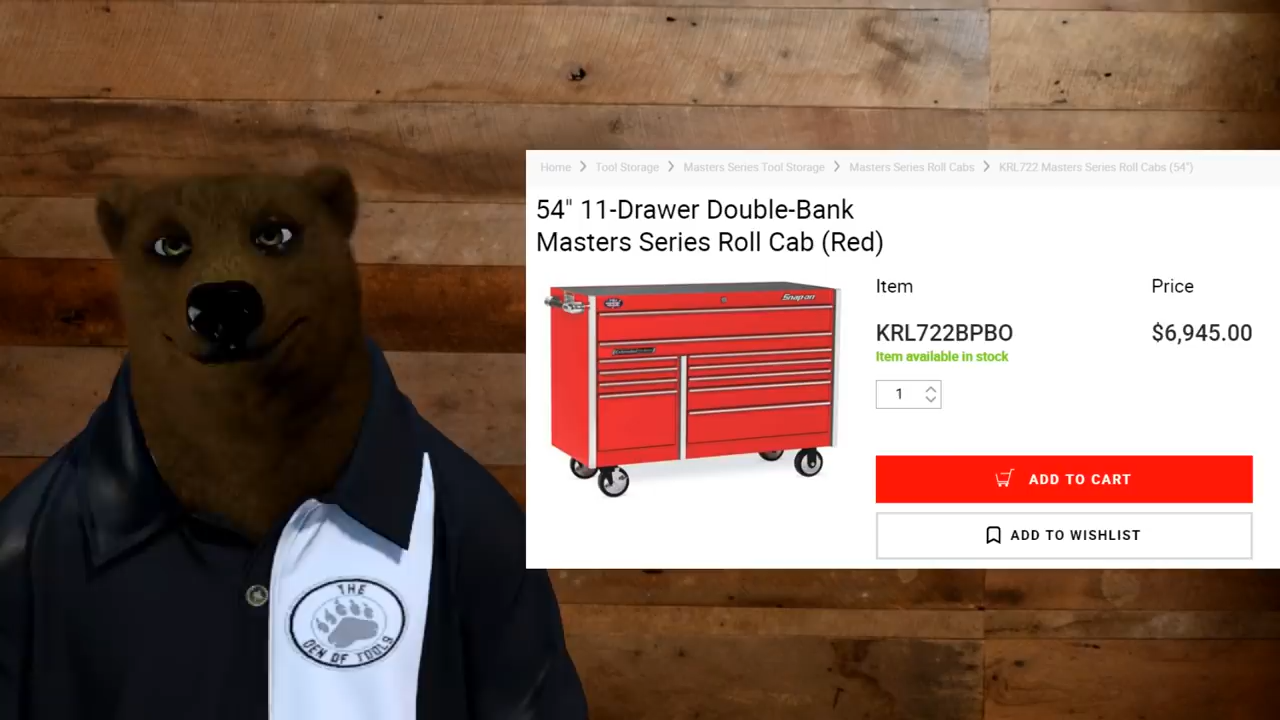 Home > Tool Storage > Masters Series Tool Storage > Masters Series Roll Cabs > KRL722 Masters Series Roll Cabs (54")
54" 11-Drawer Double-Bank
Masters Series Roll Cab (Red)
Snap-on
Item
Price
KRL722BPBO
$6,945.00
Item available in stock
1
ADD TO CART
ADD TO WISHLIST
THE
DEN OF TOOLS